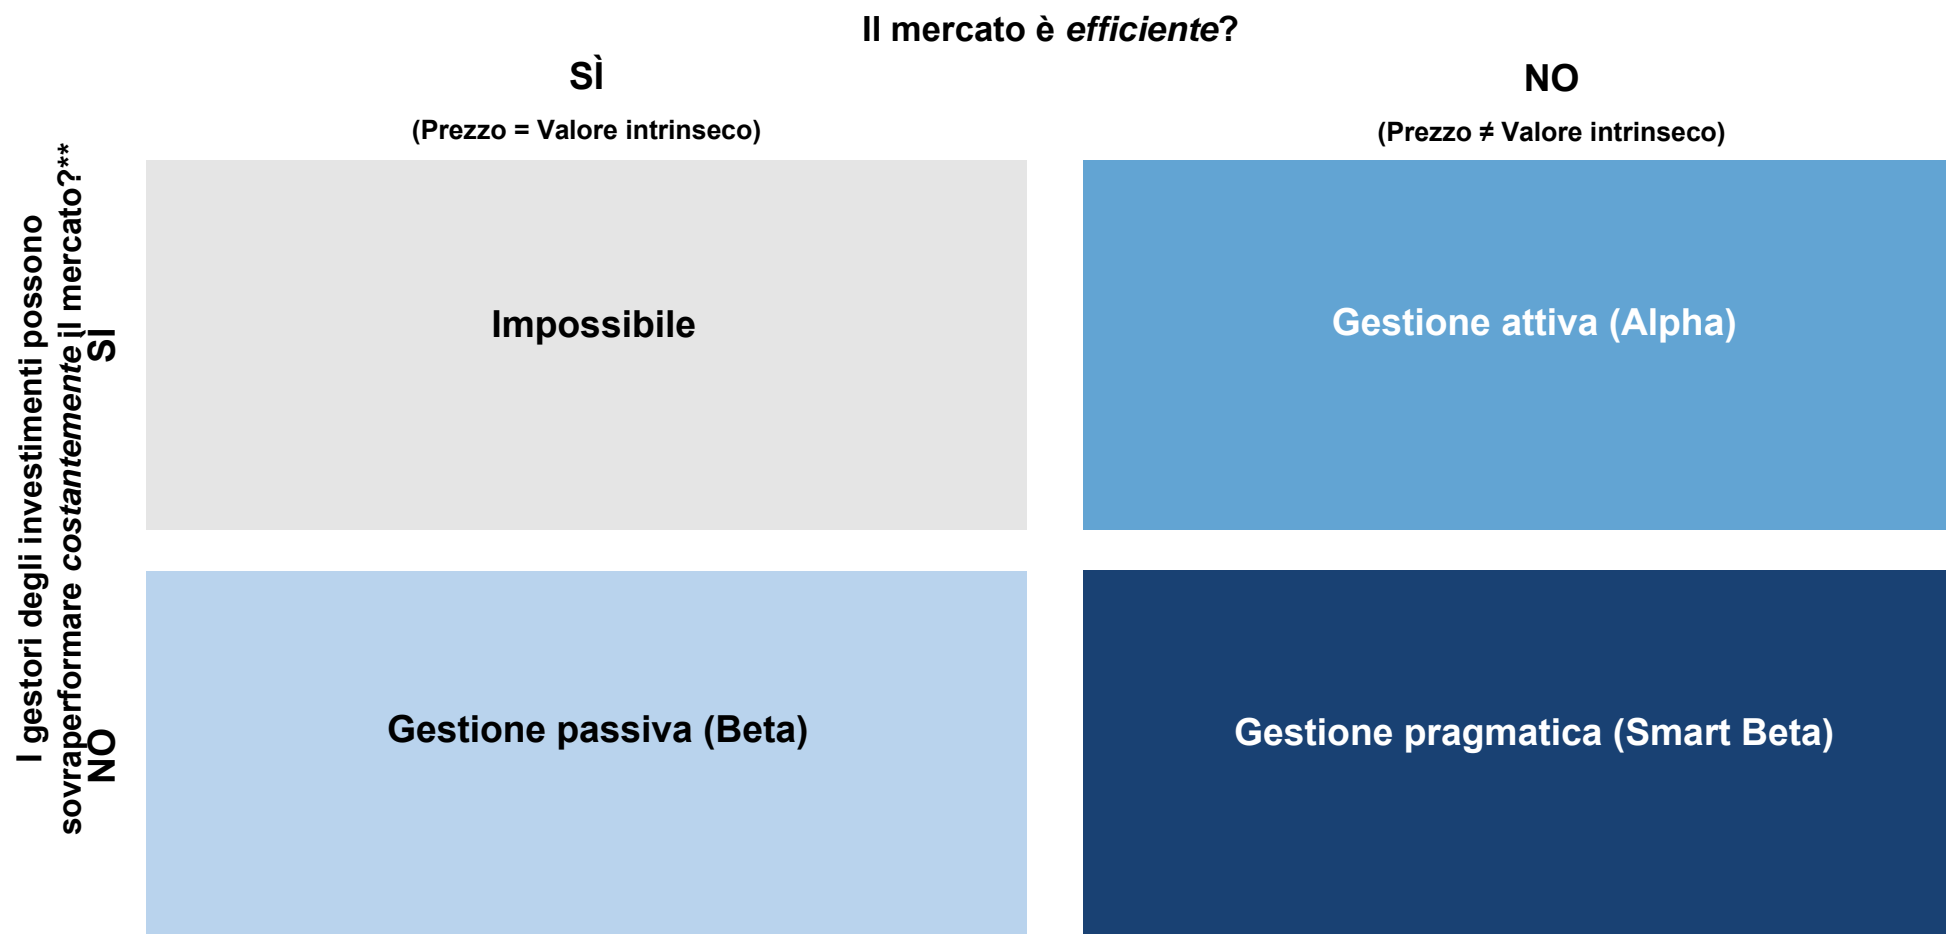 Il mercato è efficiente?
SÌ
NO
(Prezzo = Valore intrinseco)
(Prezzo ≠ Valore intrinseco)
I gestori degli investimenti possono
sovraperformare costantemente il mercato?**
SÌ
Impossibile
Gestione attiva (Alpha)
NO
Gestione passiva (Beta)
Gestione pragmatica (Smart Beta)